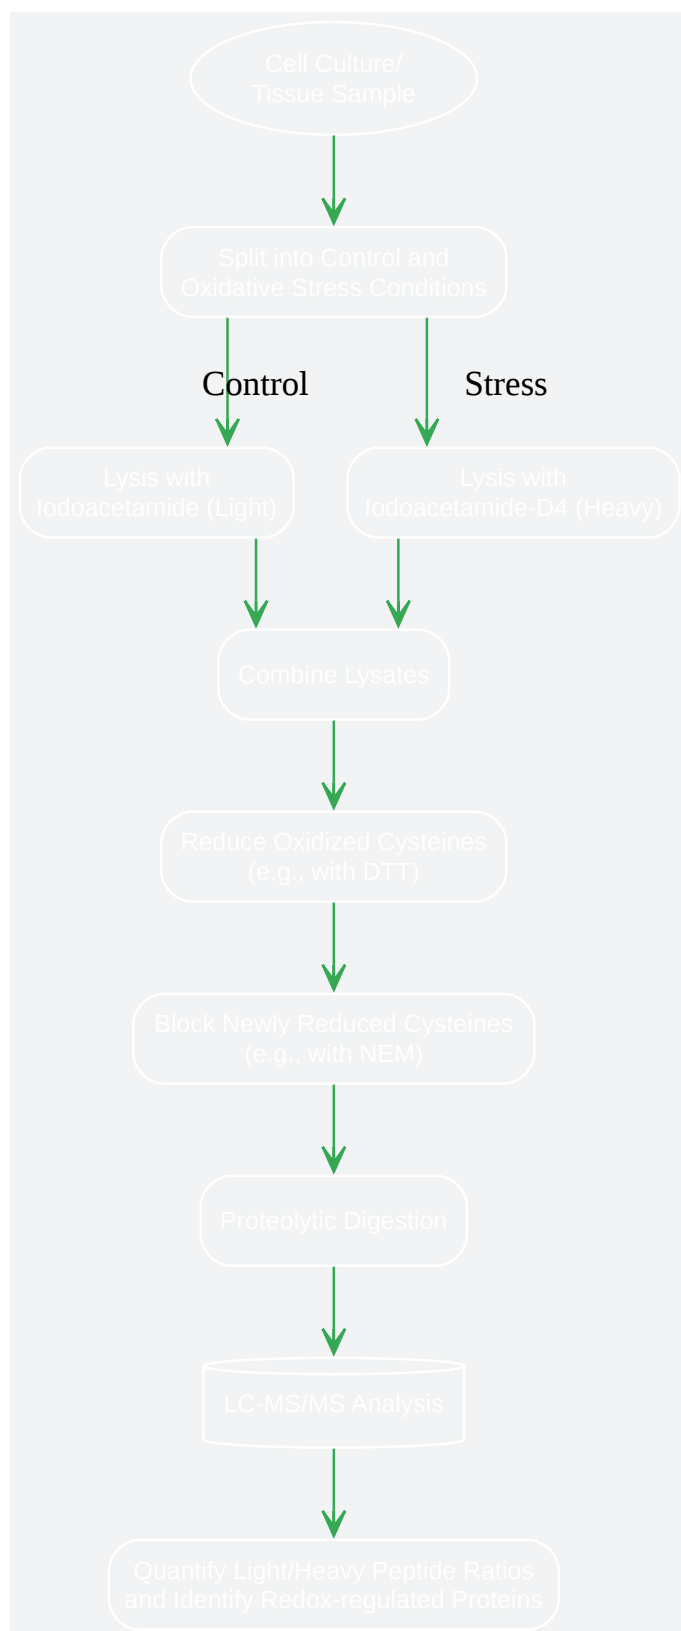 Cell Culture/
Tissue Sample
Split into Control and
Oxidative Stress Conditions
Control
Stress
Lysis with
Iodoacetamide (Light)
Lysis with
Iodoacetamide-D4 (Heavy)
Combine Lysates
Reduce Oxidized Cysteines
(e.g., with DTT)
Block Newly Reduced Cysteines
(e.g., with NEM)
Proteolytic Digestion
LC-MS/MS Analysis
Quantify Light/Heavy Peptide Ratios
and Identify Redox-regulated Proteins